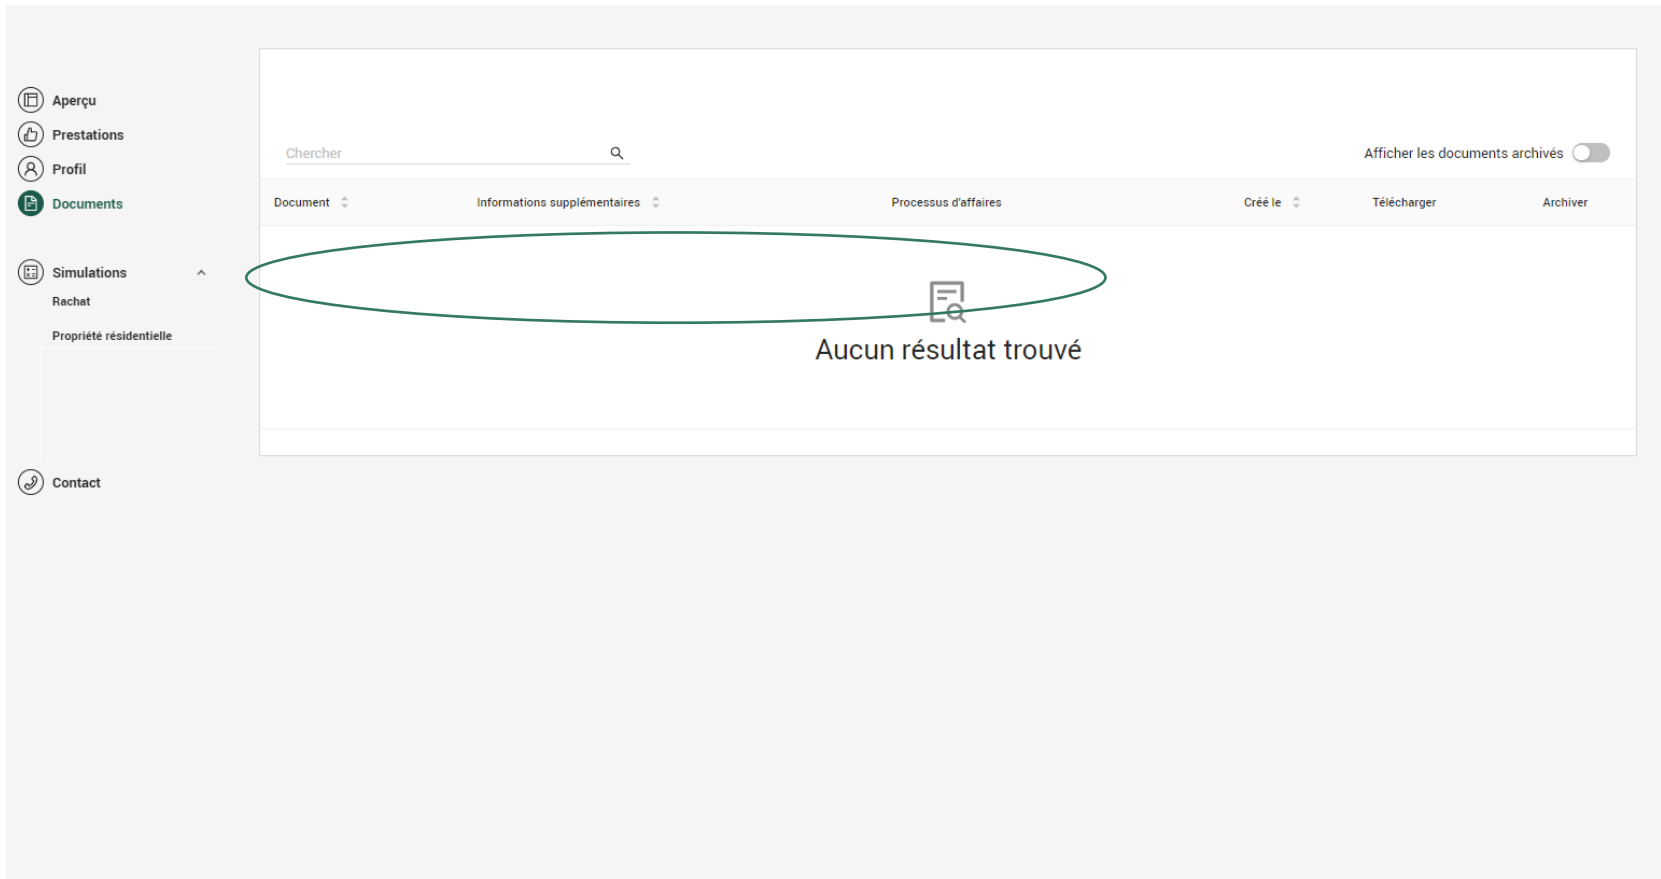 Aperçu
Prestations
Profil
Documents
Simulations
Rachat
Propriété résidentielle
Contact
Chercher
Afficher les documents archivés
Document Informations supplémentaires Processus d'affaires Créé le Télécharger Archiver
Aucun résultat trouvé